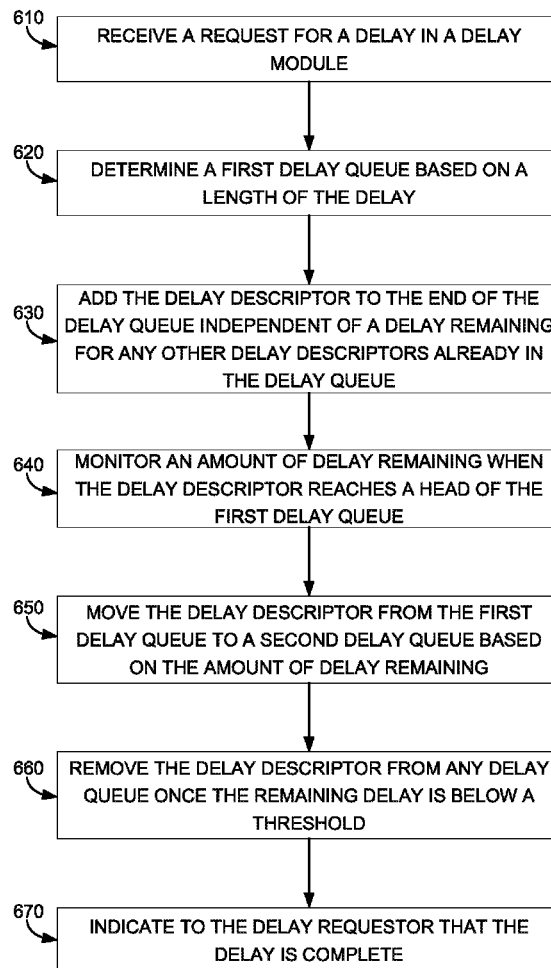 610
RECEIVE A REQUEST FOR A DELAY IN A DELAY
MODULE
620
DETERMINE A FIRST DELAY QUEUE BASED ON A
LENGTH OF THE DELAY
630
ADD THE DELAY DESCRIPTOR TO THE END OF THE
DELAY QUEUE INDEPENDENT OF A DELAY REMAINING
FOR ANY OTHER DELAY DESCRIPTORS ALREADY IN
THE DELAY QUEUE
640
MONITOR AN AMOUNT OF DELAY REMAINING WHEN
THE DELAY DESCRIPTOR REACHES A HEAD OF THE
FIRST DELAY QUEUE
650
MOVE THE DELAY DESCRIPTOR FROM THE FIRST
DELAY QUEUE TO A SECOND DELAY QUEUE BASED
ON THE AMOUNT OF DELAY REMAINING
660
REMOVE THE DELAY DESCRIPTOR FROM ANY DELAY
QUEUE ONCE THE REMAINING DELAY IS BELOW A
THRESHOLD
670
INDICATE TO THE DELAY REQUESTOR THAT THE
DELAY IS COMPLETE